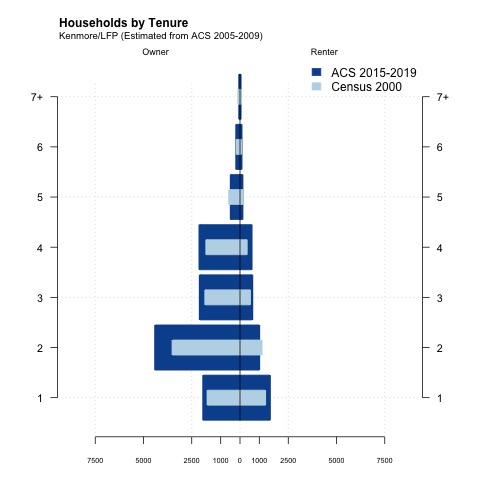 Households by Tenure
Kenmore/LFP (Estimated from ACS 2005-2009)
Owner Renter
ACS 2015-2019
Census 2000
7+ 7+
6 6
5 5
4 4
3 3
2 2
1 1
7500 5000 2500 1000 0 1000 2500 5000 7500